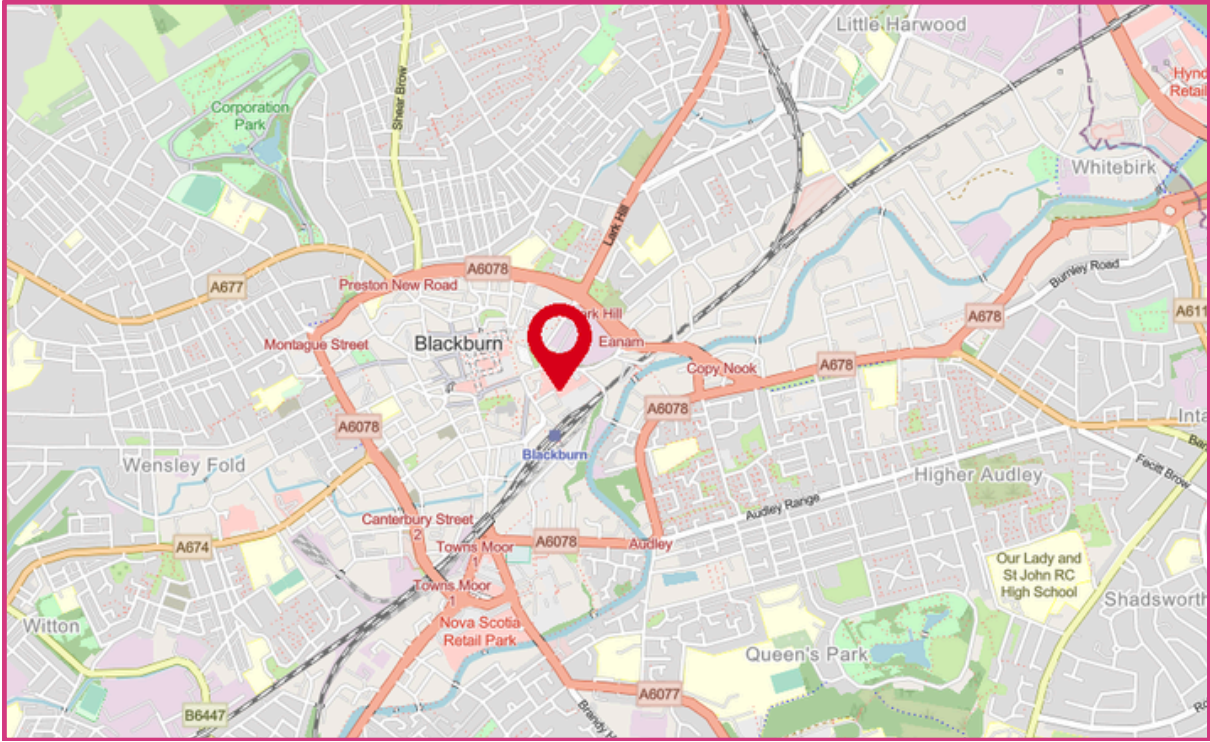 Little Harwood
Hynd
Retail
Corporation
Park
Shear Brow
Whitebirk
Lark Hill
A6078
Burnley Road
A677
Preston New Road
ark Hill
A678
A611
Eanam
Montague Street
Blackburn
Copy Nook
A678
A6078
A6078
Inta
Blackburn
Bar
Wensley Fold
Higher Audley
Fecitt Brow
Audley Range
Canterbury Street
2
A674
Towns Moor
1
A6078
Audley
Our Lady and
St John RC
High School
Towns Moor
1
Shadsworth
Witton
Nova Scotia
Retail Park
Queen's Park
A6077
B6447
Brandy H
Ro